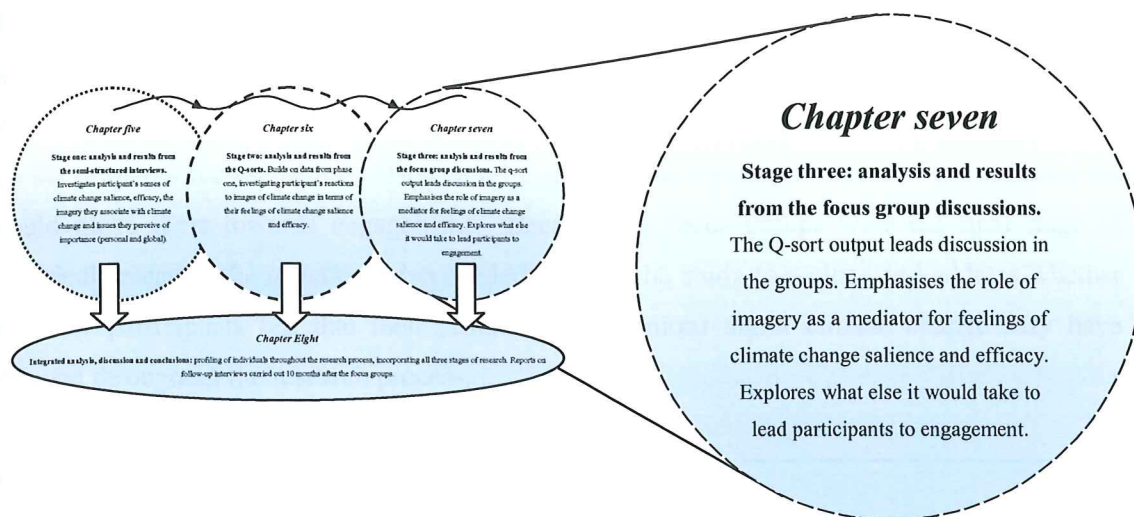 Chapter five
Stage one: analysis and results from
the semi-structured interviews.
Investigates participant's senses of
climate change salience, efficacy, the
imagery they associate with climate
change and issues they perceive of
importance (personal and global).
Chapter six
Stage two: analysis and results from
the Q-sorts. Builds on data from phase
one, investigating participant's reactions
to images of climate change in terms of
their feelings of climate change salience
and efficacy.
Chapter seven
Stage three: analysis and results from
the focus group discussions. The q-sort
output leads discussion in the groups.
Emphasises the role of imagery as a
mediator for feelings of climate change
salience and efficacy. Explores what else
it would take to lead participants to
engagement.
Chapter Eight
Integrated analysis, discussion and conclusions: profiling of individuals throughout the research process, incorporating all three stages of research. Reports on
follow-up interviews carried out 10 months after the focus groups.
Chapter seven
Stage three: analysis and results
from the focus group discussions.
The Q-sort output leads discussion in
the groups. Emphasises the role of
imagery as a mediator for feelings of
climate change salience and efficacy.
Explores what else it would take to
lead participants to engagement.